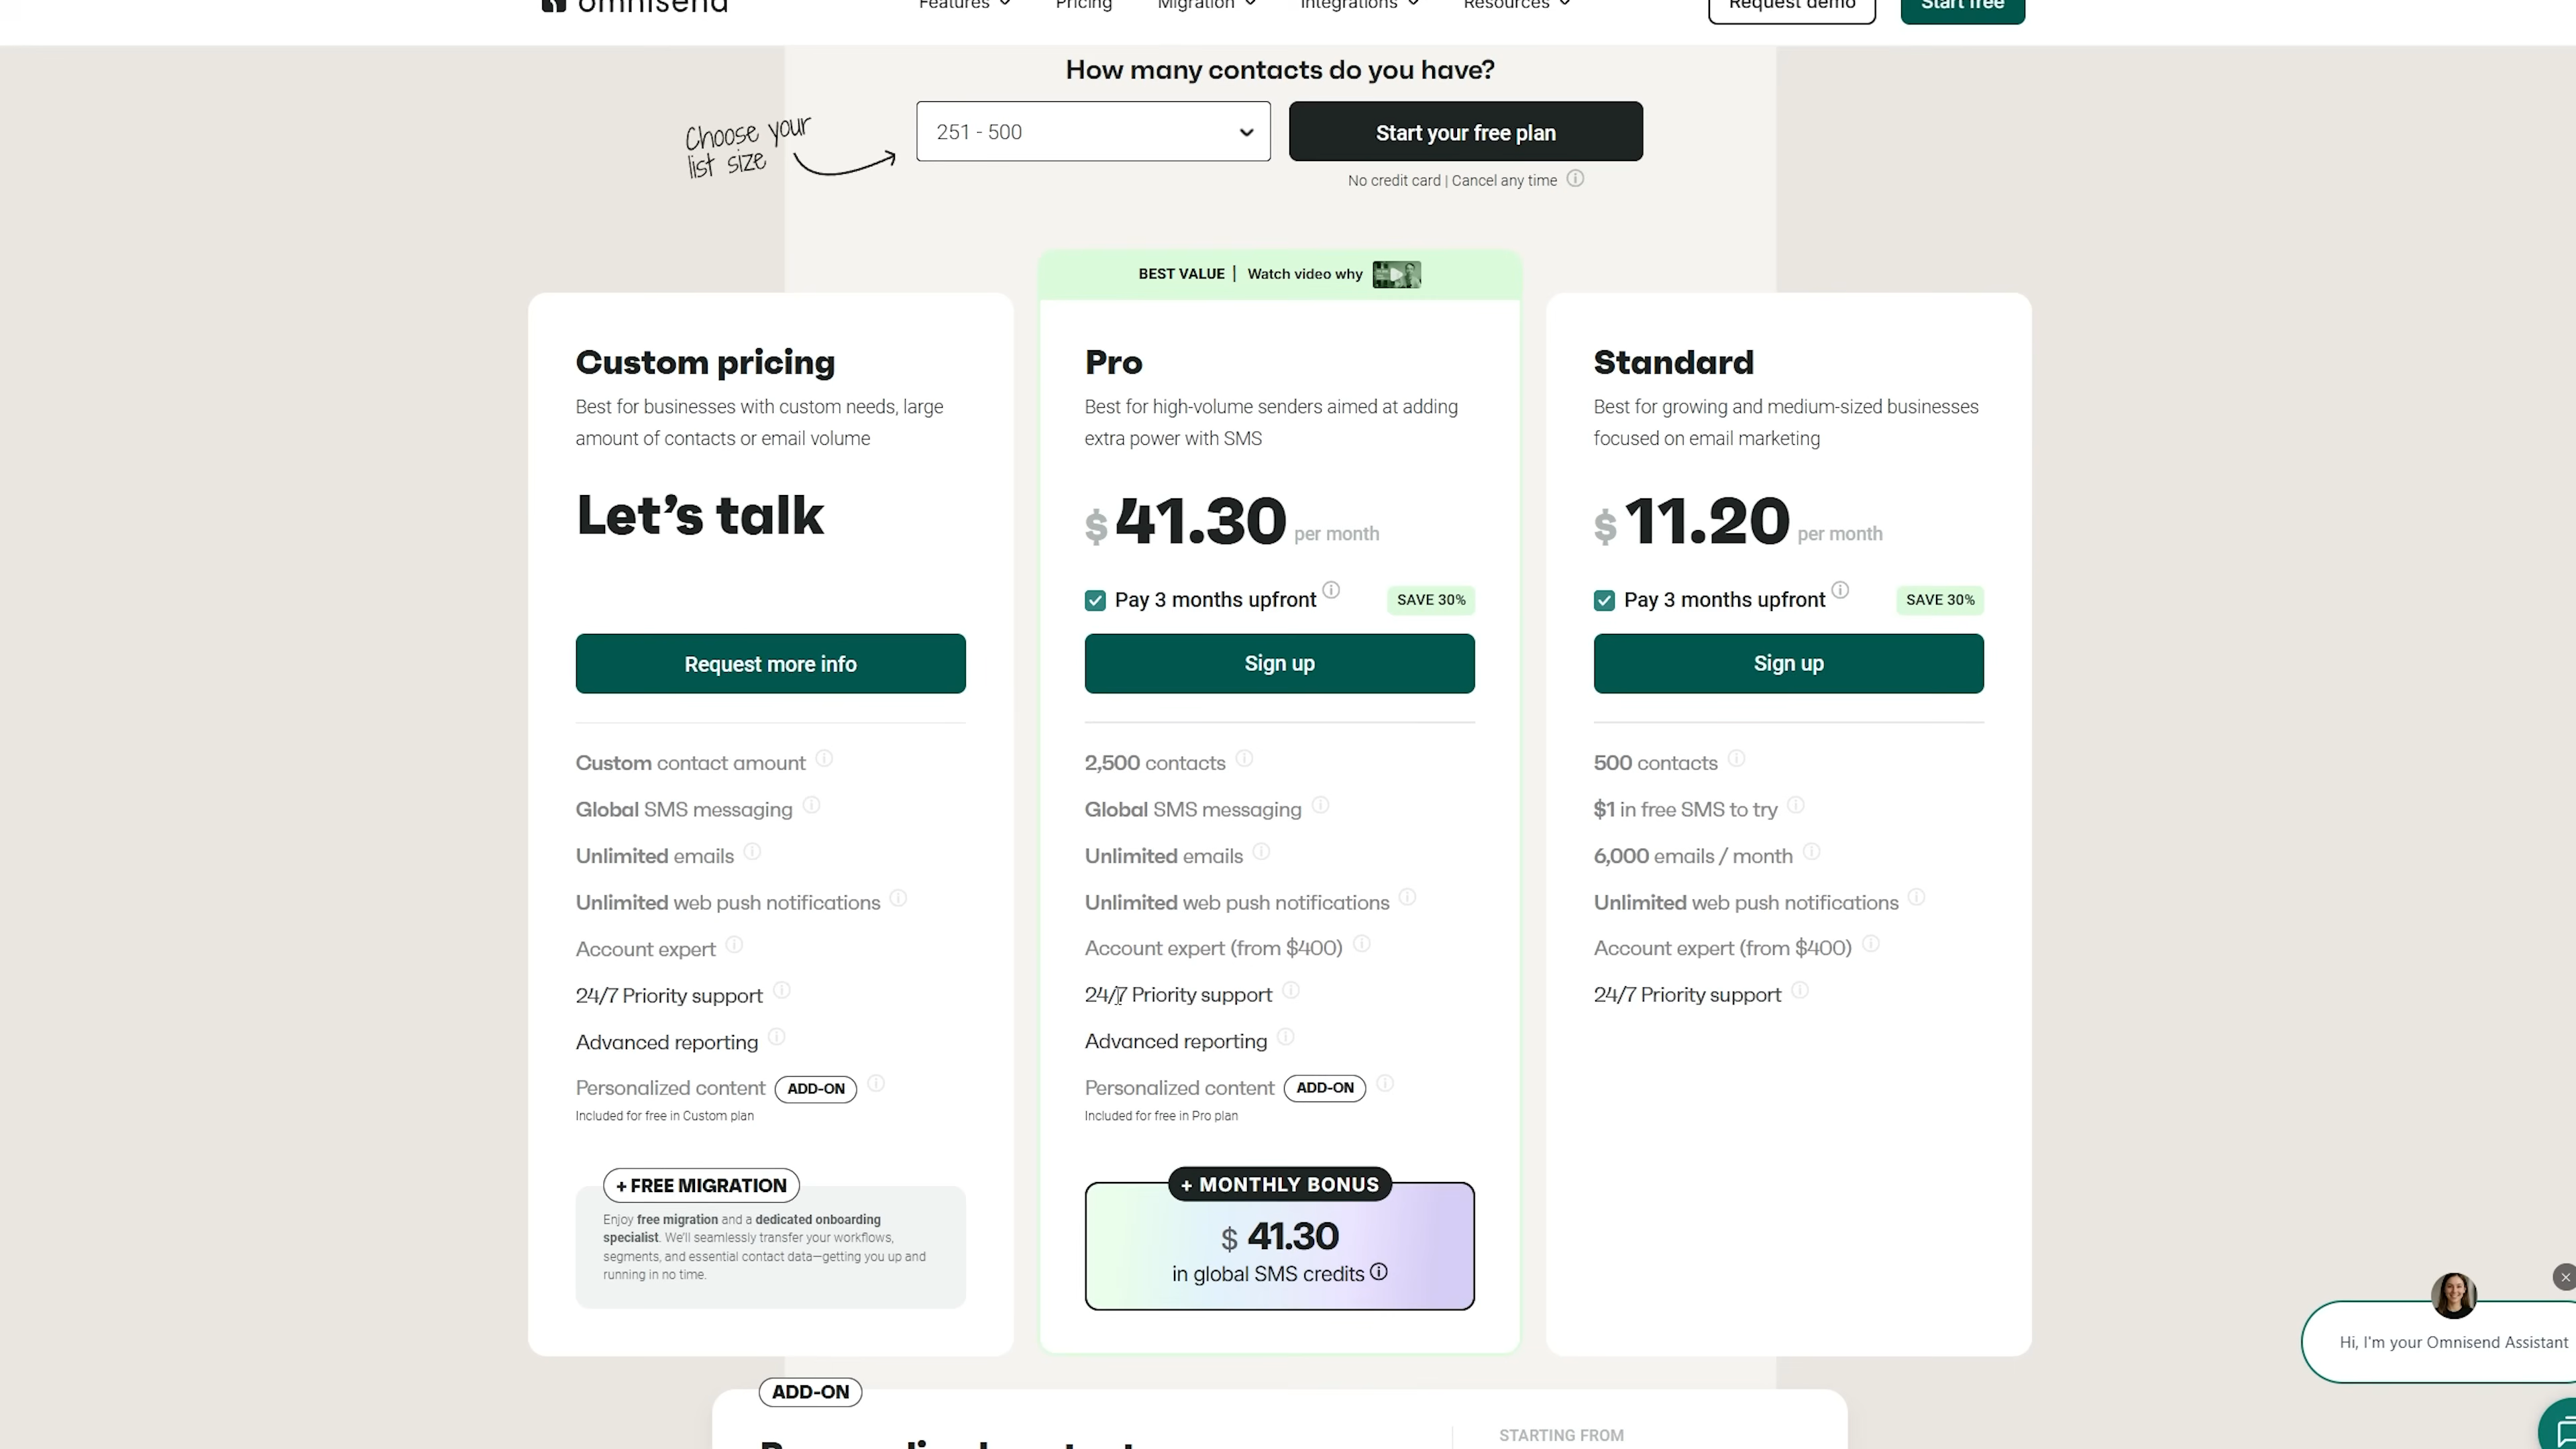 omnisend
Features
Pricing
Migration
Integrations
Resources
Request demo
Start free
How many contacts do you have?
Choose your
list size
251 - 500
Start your free plan
No credit card | Cancel any time
BEST VALUE | Watch video why
Custom pricing
Best for businesses with custom needs, large
amount of contacts or email volume
Let's talk
Request more info
Custom contact amount
Global SMS messaging
Unlimited emails
Unlimited web push notifications
Account expert
24/7 Priority support
Advanced reporting
Personalized content ADD-ON
Included for free in Custom plan
+ FREE MIGRATION
Enjoy free migration and a dedicated onboarding
specialist. We'll seamlessly transfer your workflows,
segments, and essential contact data—getting you up and
running in no time.
Pro
Best for high-volume senders aimed at adding
extra power with SMS
$ 41.30 per month
Pay 3 months upfront SAVE 30%
Sign up
2,500 contacts
Global SMS messaging
Unlimited emails
Unlimited web push notifications
Account expert (from $400)
24/7 Priority support
Advanced reporting
Personalized content ADD-ON
Included for free in Pro plan
+ MONTHLY BONUS
$ 41.30
in global SMS credits
Standard
Best for growing and medium-sized businesses
focused on email marketing
$ 11.20 per month
Pay 3 months upfront SAVE 30%
Sign up
500 contacts
$1 in free SMS to try
6,000 emails / month
Unlimited web push notifications
Account expert (from $400)
24/7 Priority support
Hi, I'm your Omnisend Assistant
ADD-ON
STARTING FROM